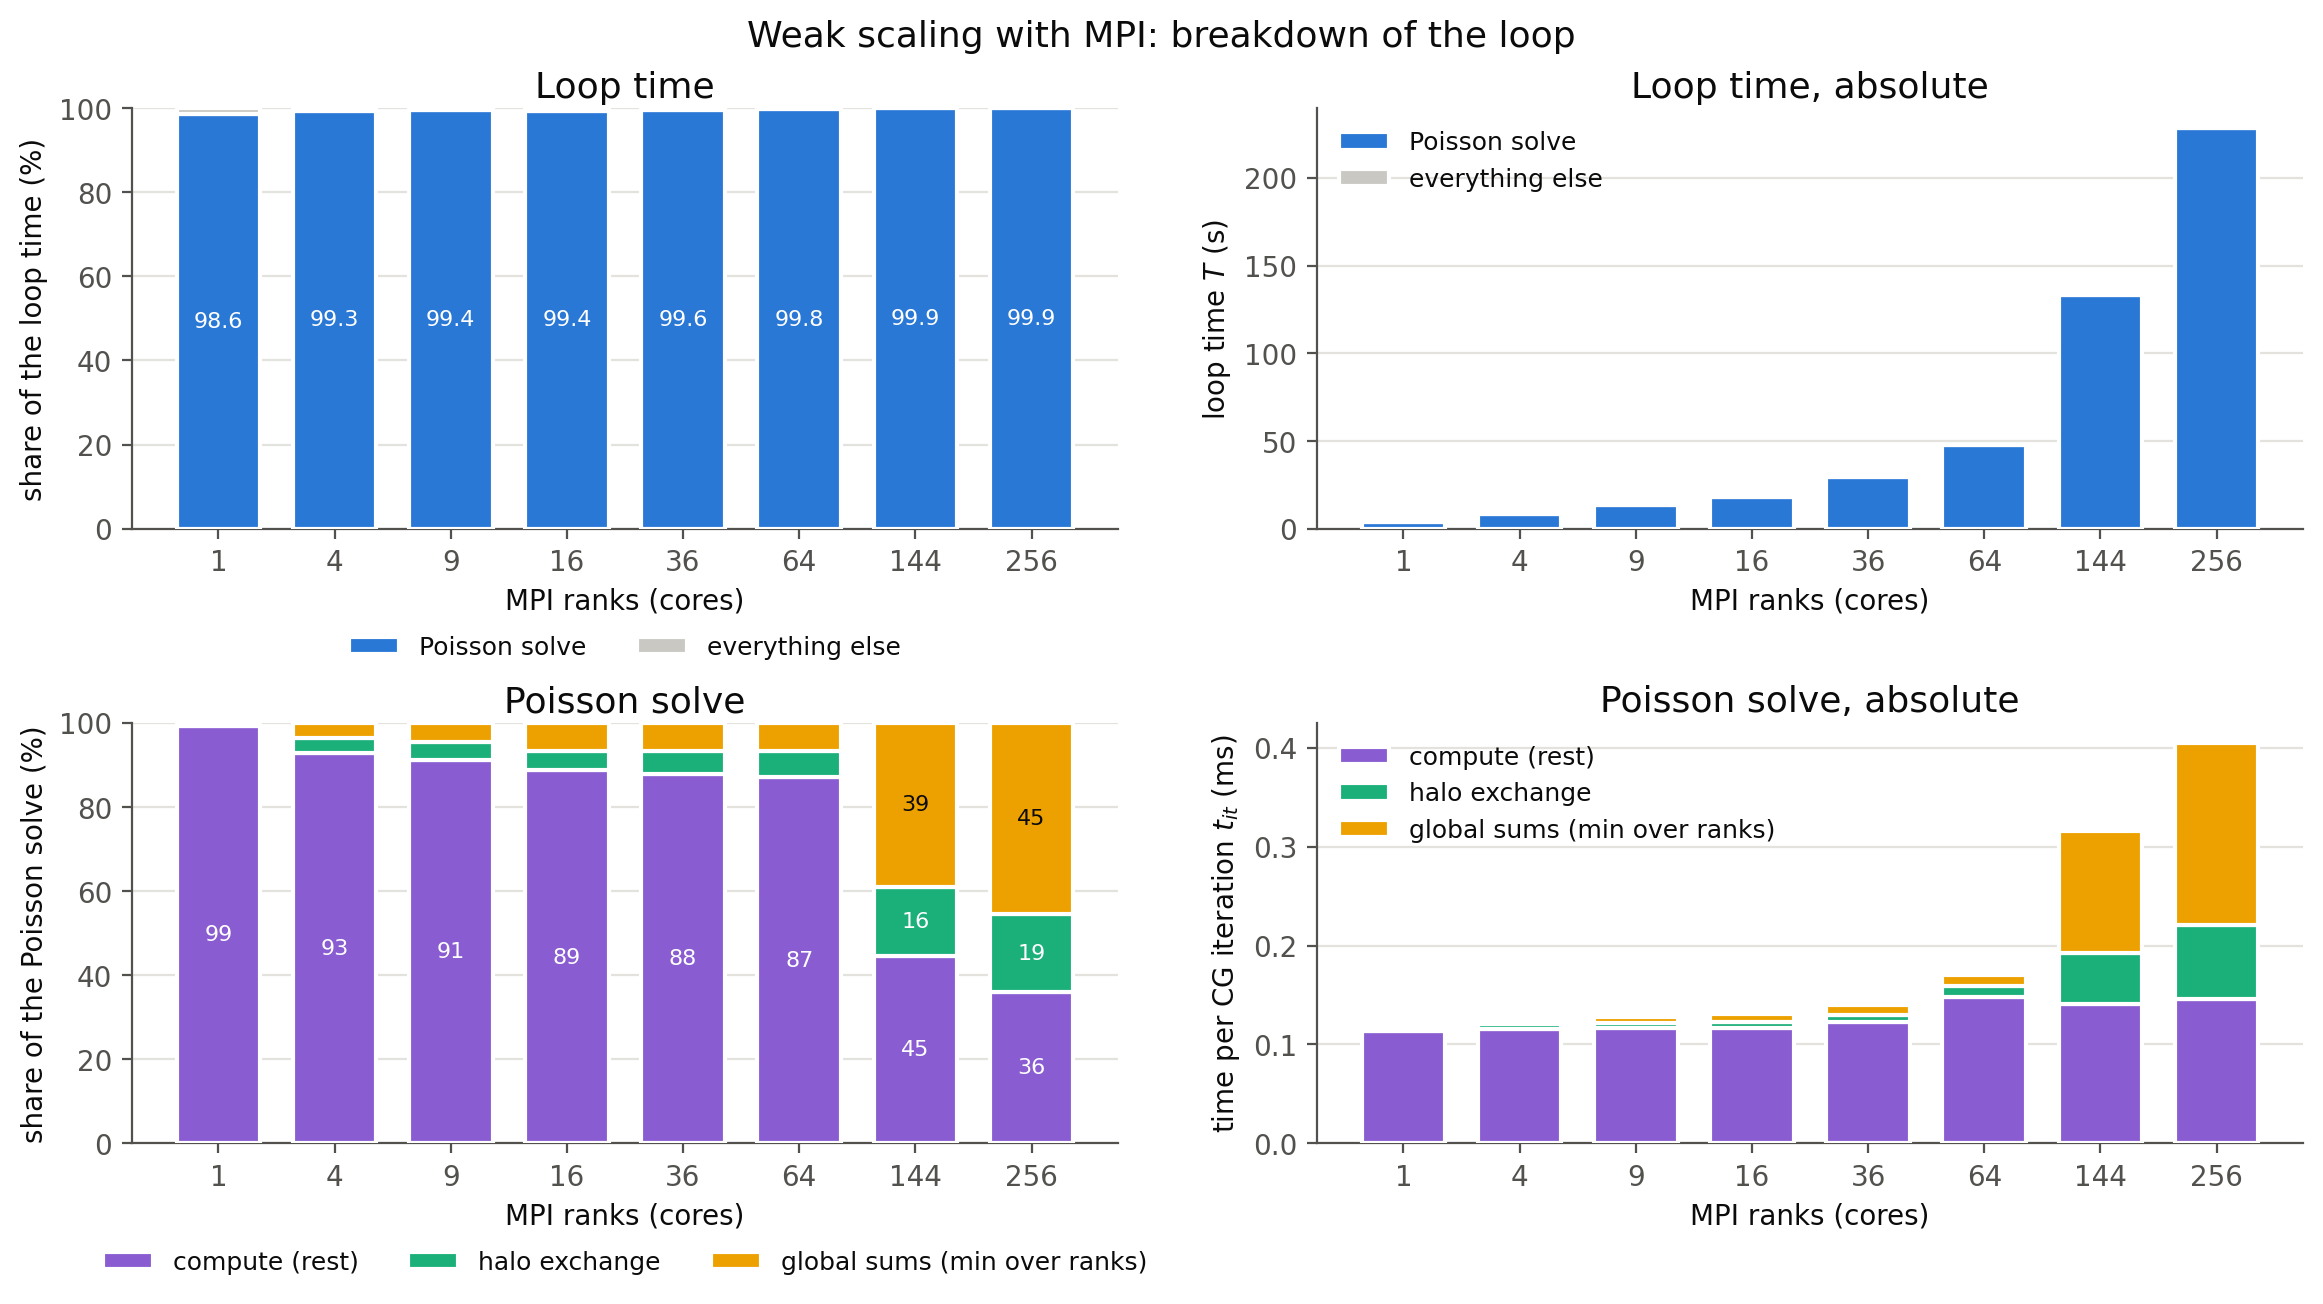 Weak scaling with MPI: breakdown of the loop
Loop time
share of the loop time (%)
100
80
60
40
20
0
98.6
99.3
99.4
99.4
99.6
99.8
99.9
99.9
1 4 9 16 36 64 144 256
MPI ranks (cores)
Poisson solve everything else
Loop time, absolute
loop time T (s)
200
150
100
50
0
Poisson solve
everything else
1 4 9 16 36 64 144 256
MPI ranks (cores)
Poisson solve
share of the Poisson solve (%)
100
80
60
40
20
0
99
93
91
89
88
87
39
16
45
45
19
36
1 4 9 16 36 64 144 256
MPI ranks (cores)
compute (rest) halo exchange global sums (min over ranks)
Poisson solve, absolute
time per CG iteration t_it (ms)
0.4
0.3
0.2
0.1
0.0
compute (rest)
halo exchange
global sums (min over ranks)
1 4 9 16 36 64 144 256
MPI ranks (cores)